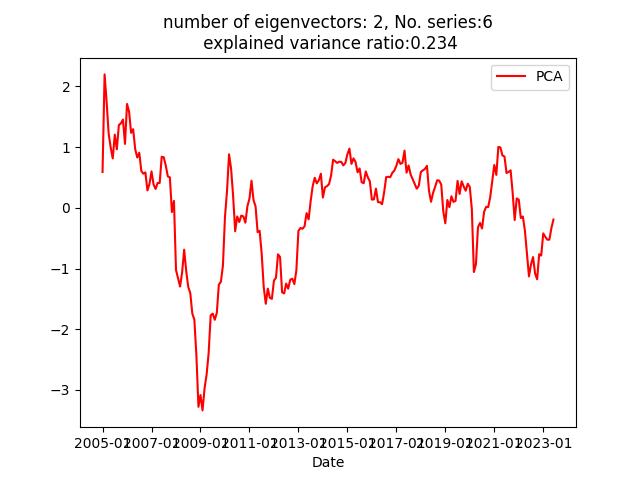 number of eigenvectors: 2, No. series:6
explained variance ratio:0.234
PCA
2
1
0
−1
−2
−3
2005-01 2007-01 2009-01 2011-01 2013-01 2015-01 2017-01 2019-01 2021-01 2023-01
Date